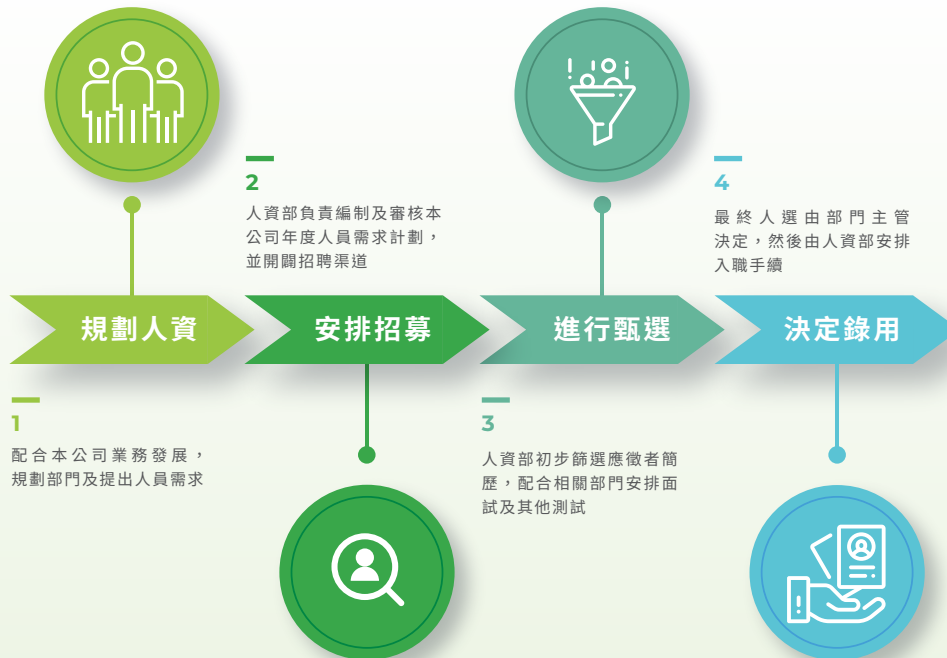 規劃人資
1
配合本公司業務發展，
規劃部門及提出人員需求
安排招募
2
人資部負責編制及審核本
公司年度人員需求計劃，
並開闢招聘渠道
進行甄選
3
人資部初步篩選應徵者簡
歷，配合相關部門安排面
試及其他測試
決定錄用
4
最終人選由部門主管
決定，然後由人資部安排
入職手續